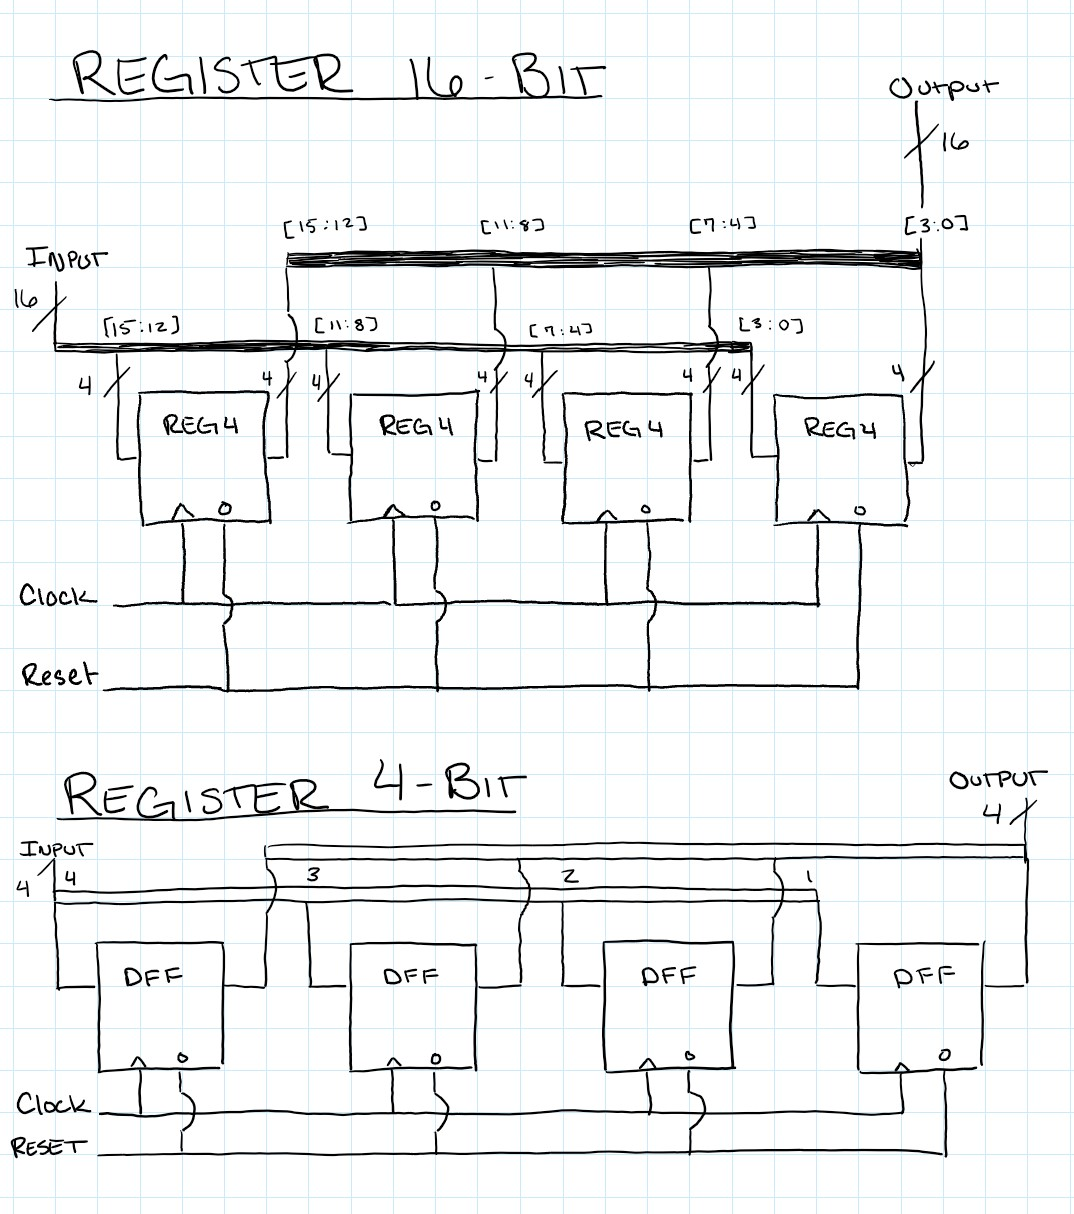 REGISTER 16-BIT
Output
16
[15:12] [11:8] [7:4] [3:0]
INPUT
16
[15:12] [11:8] [7:4] [3:0]
4 4 4 4 4 4 4 4
REG4 REG4 REG4 REG4
Clock
Reset
REGISTER 4-BIT
OUTPUT
4
INPUT
4 4 3 2 1
DFF DFF DFF DFF
Clock
RESET